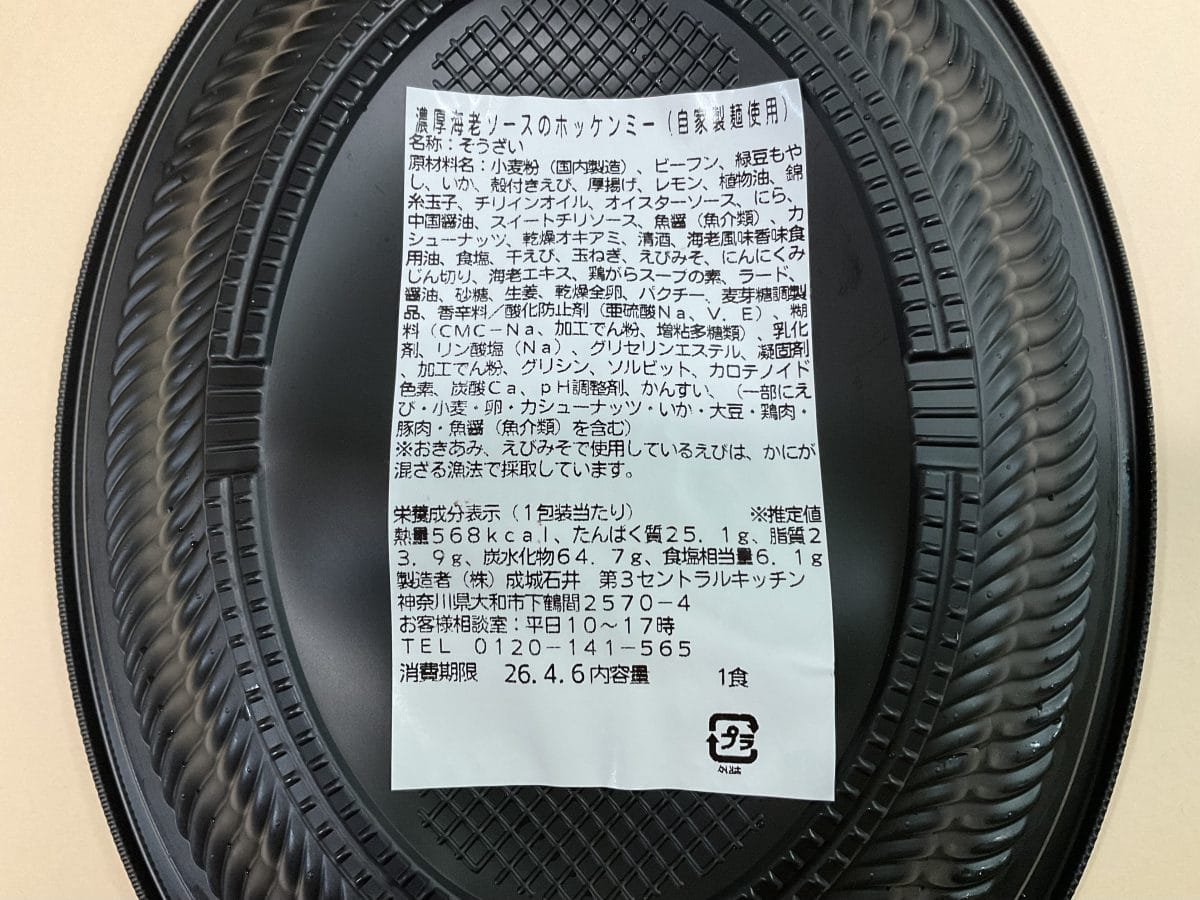 濃厚海老ソースのホッケンミー（自家製麺使用）
名称：そうざい
原材料名：小麦粉（国内製造）、ビーフン、緑豆もや
し、いか、殻付きえび、厚揚げ、レモン、植物油、錦
糸玉子、チリインオイル、オイスターソース、にら、
中国醤油、スイートチリソース、魚醤（魚介類）、カ
シューナッツ、乾燥オキアミ、清酒、海老風味香味食
用油、食塩、干えび、玉ねぎ、えびみそ、にんにくみ
じん切り、海老エキス、鶏がらスープの素、ラード、
醤油、砂糖、生姜、乾燥全卵、パクチー、麦芽糖調製
品、香辛料／酸化防止剤（亜硫酸Ｎａ、Ｖ．Ｅ）、糊
料（ＣＭＣ－Ｎａ、加工でん粉、増粘多糖類）、乳化
剤、リン酸塩（Ｎａ）、グリセリンエステル、凝固剤
、加工でん粉、グリシン、ソルビット、カロテノイド
色素、炭酸Ｃａ、ｐＨ調整剤、かんすい、（一部にえ
び・小麦・卵・カシューナッツ・いか・大豆・鶏肉・
豚肉・魚醤（魚介類）を含む）
※おきあみ、えびみそで使用しているえびは、かにが
混ざる漁法で採取しています。
栄養成分表示（１包装当たり）　※推定値
熱量５６８ｋｃａｌ、たんぱく質２５．１ｇ、脂質２
３．９ｇ、炭水化物６４．７ｇ、食塩相当量６．１ｇ
製造者（株）成城石井　第３セントラルキッチン
神奈川県大和市下鶴間２５７０－４
お客様相談室：平日１０～１７時
ＴＥＬ　０１２０－１４１－５６５
消費期限　26.4.6 内容量　1食
プラ
外装